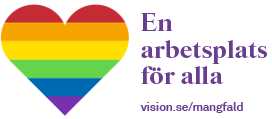 En
arbetsplats
för alla
vision.se/mangfald